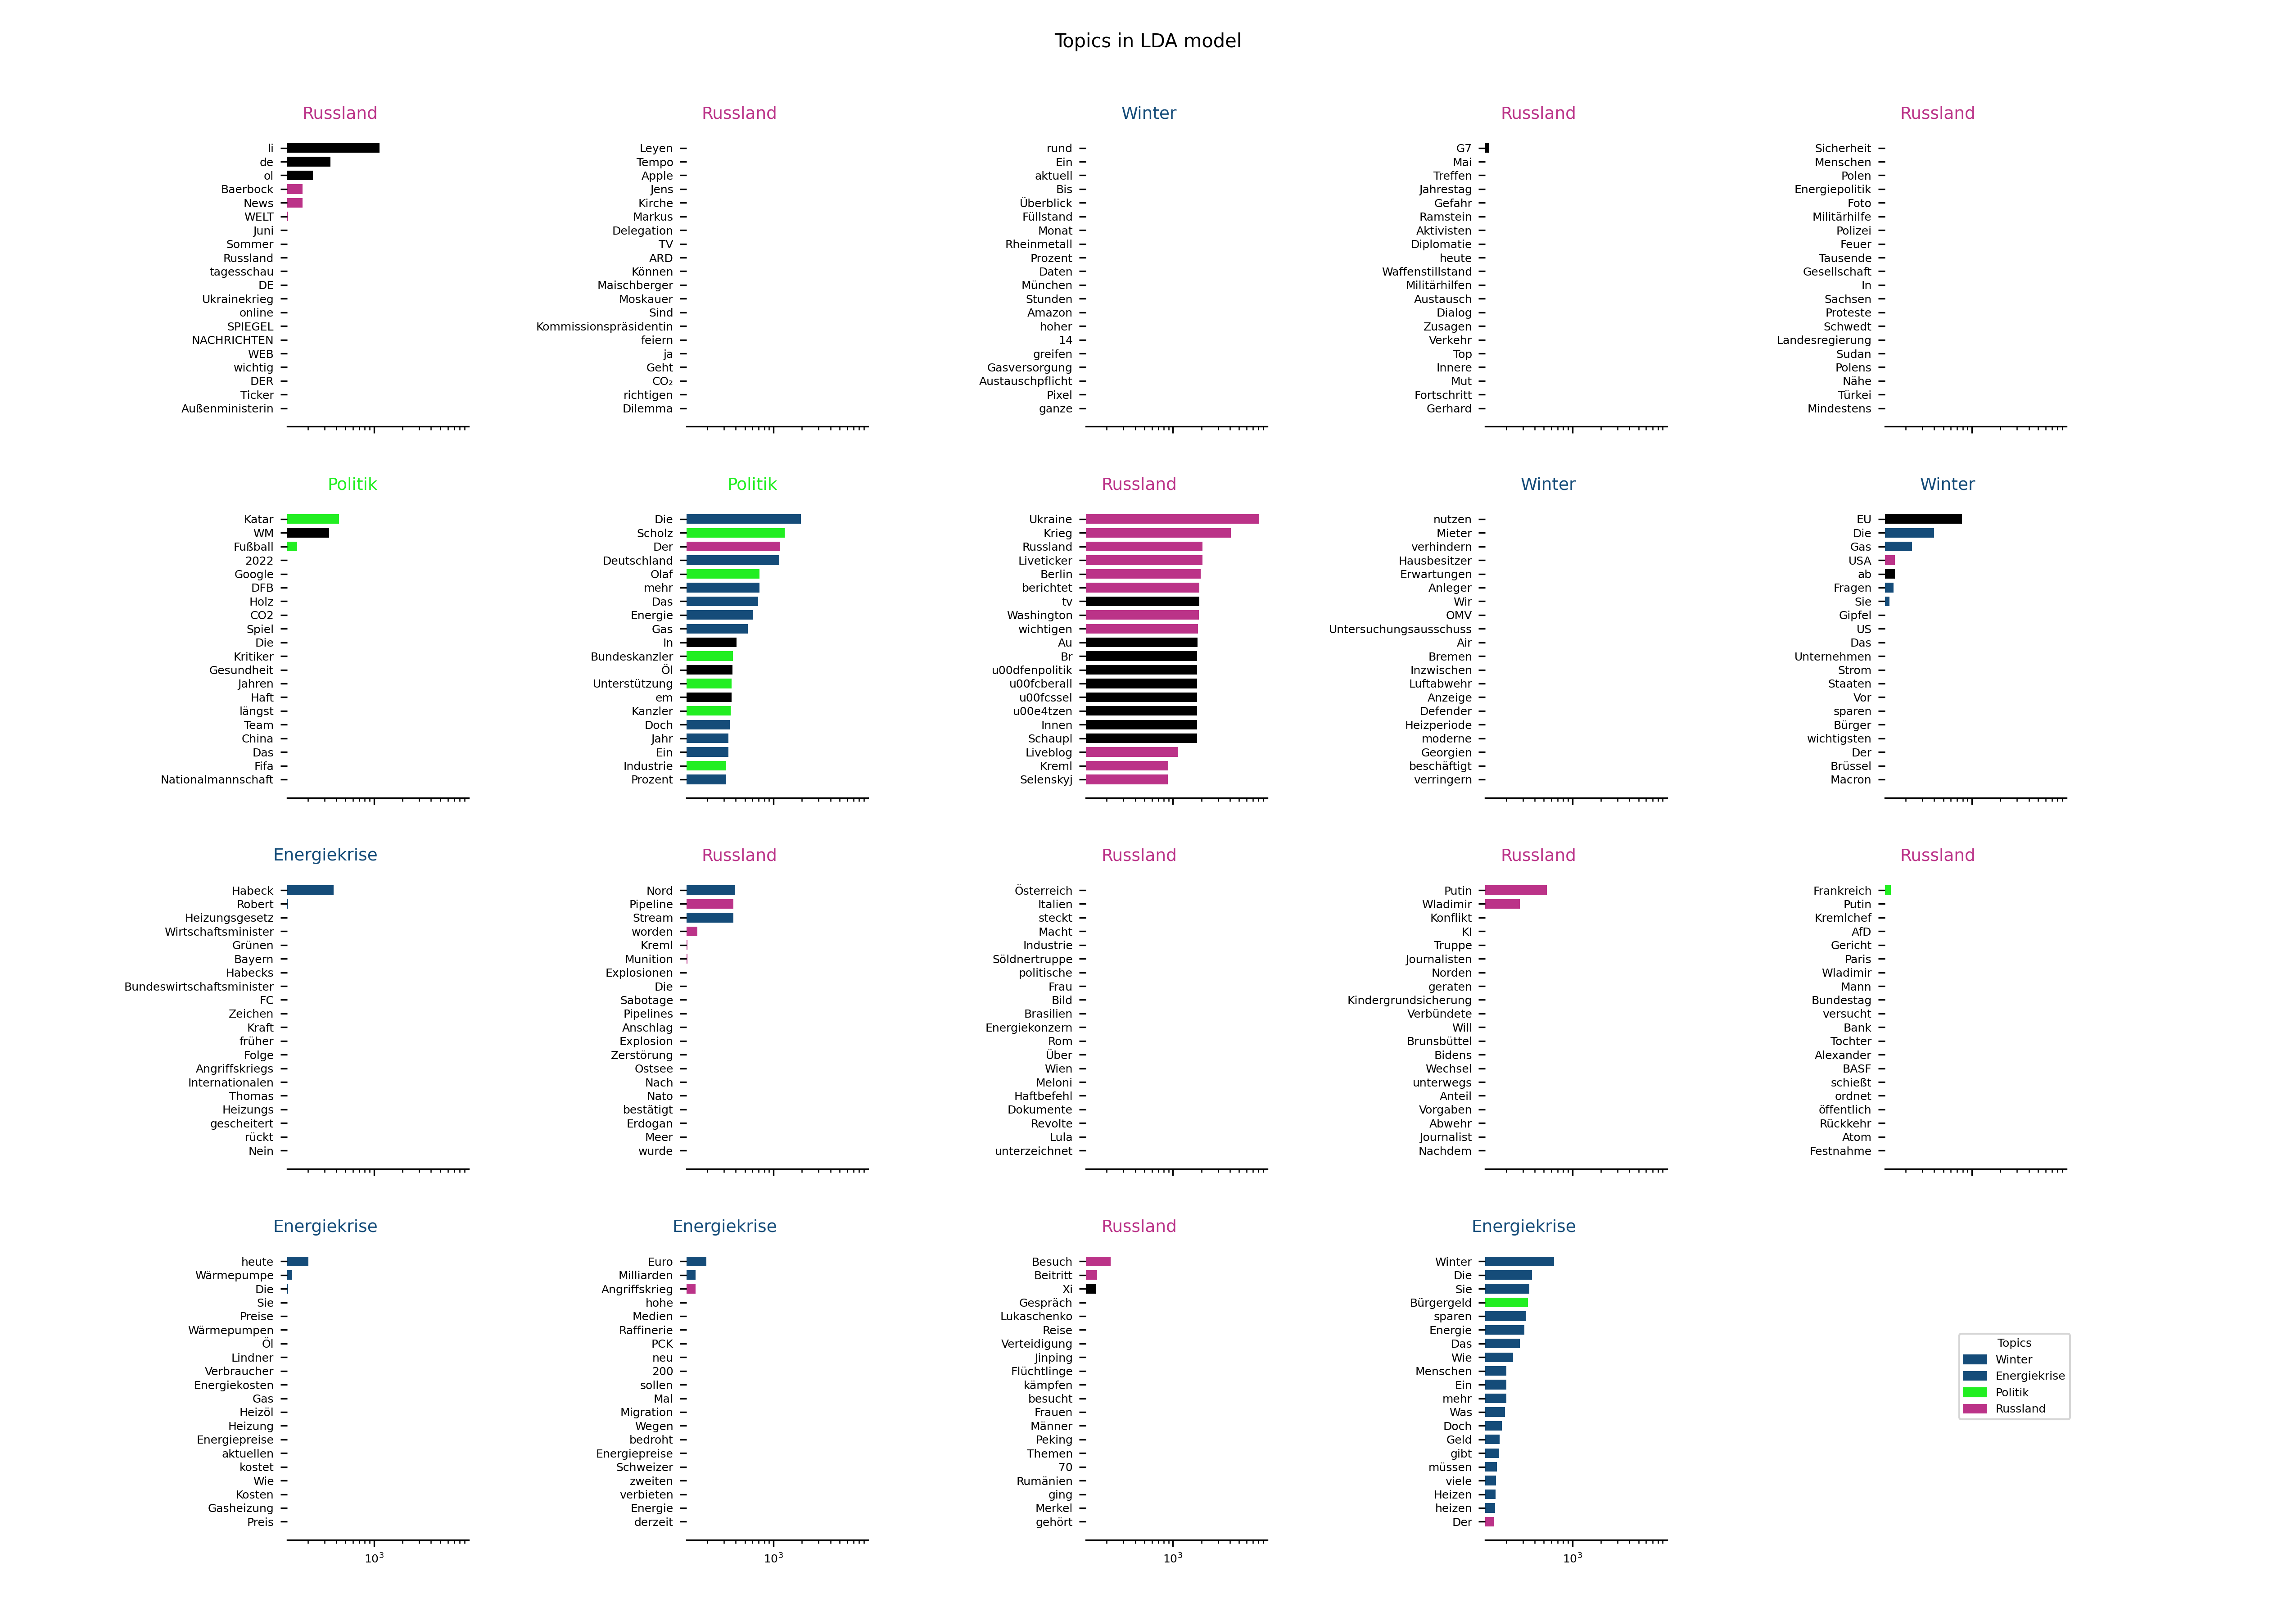 Topics in LDA model
Russland
li
de
ol
Baerbock
News
WELT
Juni
Sommer
Russland
tagesschau
DE
Ukrainekrieg
online
SPIEGEL
NACHRICHTEN
WEB
wichtig
DER
Ticker
Außenministerin
Russland
Leyen
Tempo
Apple
Jens
Kirche
Markus
Delegation
TV
ARD
Können
Maischberger
Moskauer
Sind
Kommissionspräsidentin
feiern
ja
Geht
CO₂
richtigen
Dilemma
Winter
rund
Ein
aktuell
Bis
Überblick
Füllstand
Monat
Rheinmetall
Prozent
Daten
München
Stunden
Amazon
hoher
14
greifen
Gasversorgung
Austauschpflicht
Pixel
ganze
Russland
G7
Mai
Treffen
Jahrestag
Gefahr
Ramstein
Aktivisten
Diplomatie
heute
Waffenstillstand
Militärhilfen
Austausch
Dialog
Zusagen
Verkehr
Top
Innere
Mut
Fortschritt
Gerhard
Russland
Sicherheit
Menschen
Polen
Energiepolitik
Foto
Militärhilfe
Polizei
Feuer
Tausende
Gesellschaft
In
Sachsen
Proteste
Schwedt
Landesregierung
Sudan
Polens
Nähe
Türkei
Mindestens
Politik
Katar
WM
Fußball
2022
Google
DFB
Holz
CO2
Spiel
Die
Kritiker
Gesundheit
Jahren
Haft
längst
Team
China
Das
Fifa
Nationalmannschaft
Politik
Die
Scholz
Der
Deutschland
Olaf
mehr
Das
Energie
Gas
In
Bundeskanzler
Öl
Unterstützung
em
Kanzler
Doch
Jahr
Ein
Industrie
Prozent
Russland
Ukraine
Krieg
Russland
Liveticker
Berlin
berichtet
tv
Washington
wichtigen
Au
Br
u00dfenpolitik
u00fcberall
u00fcssel
u00e4tzen
Innen
Schaupl
Liveblog
Kreml
Selenskyj
Winter
nutzen
Mieter
verhindern
Hausbesitzer
Erwartungen
Anleger
Wir
OMV
Untersuchungsausschuss
Air
Bremen
Inzwischen
Luftabwehr
Anzeige
Defender
Heizperiode
moderne
Georgien
beschäftigt
verringern
Winter
EU
Die
Gas
USA
ab
Fragen
Sie
Gipfel
US
Das
Unternehmen
Strom
Staaten
Vor
sparen
Bürger
wichtigsten
Der
Brüssel
Macron
Energiekrise
Habeck
Robert
Heizungsgesetz
Wirtschaftsminister
Grünen
Bayern
Habecks
Bundeswirtschaftsminister
FC
Zeichen
Kraft
früher
Folge
Angriffskriegs
Internationalen
Thomas
Heizungs
gescheitert
rückt
Nein
Russland
Nord
Pipeline
Stream
worden
Kreml
Munition
Explosionen
Die
Sabotage
Pipelines
Anschlag
Explosion
Zerstörung
Ostsee
Nach
Nato
bestätigt
Erdogan
Meer
wurde
Russland
Österreich
Italien
steckt
Macht
Industrie
Söldnertruppe
politische
Frau
Bild
Brasilien
Energiekonzern
Rom
Über
Wien
Meloni
Haftbefehl
Dokumente
Revolte
Lula
unterzeichnet
Russland
Putin
Wladimir
Konflikt
KI
Truppe
Journalisten
Norden
geraten
Kindergrundsicherung
Verbündete
Will
Brunsbüttel
Bidens
Wechsel
unterwegs
Anteil
Vorgaben
Abwehr
Journalist
Nachdem
Russland
Frankreich
Putin
Kremlchef
AfD
Gericht
Paris
Wladimir
Mann
Bundestag
versucht
Bank
Tochter
Alexander
BASF
schießt
ordnet
öffentlich
Rückkehr
Atom
Festnahme
Energiekrise
heute
Wärmepumpe
Die
Sie
Preise
Wärmepumpen
Öl
Lindner
Verbraucher
Energiekosten
Gas
Heizöl
Heizung
Energiepreise
aktuellen
kostet
Wie
Kosten
Gasheizung
Preis
10³
Energiekrise
Euro
Milliarden
Angriffskrieg
hohe
Medien
Raffinerie
PCK
neu
200
sollen
Mal
Migration
Wegen
bedroht
Energiepreise
Schweizer
zweiten
verbieten
Energie
derzeit
10³
Russland
Besuch
Beitritt
Xi
Gespräch
Lukaschenko
Reise
Verteidigung
Jinping
Flüchtlinge
kämpfen
besucht
Frauen
Männer
Peking
Themen
70
Rumänien
ging
Merkel
gehört
10³
Energiekrise
Winter
Die
Sie
Bürgergeld
sparen
Energie
Das
Wie
Menschen
Ein
mehr
Was
Doch
Geld
gibt
müssen
viele
Heizen
heizen
Der
10³
Topics
Winter
Energiekrise
Politik
Russland